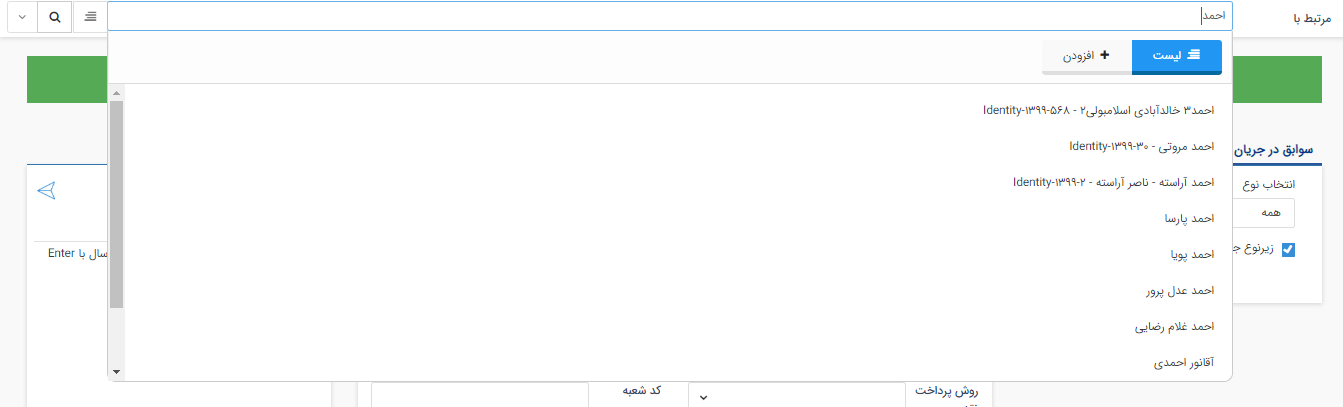 مرتبط با
احمد
لیست
افزودن
احمد۳ خالدآبادی اسلامبولی۲ - Identity-۱۳۹۹-۵۶۸
احمد مروتی - Identity-۱۳۹۹-۳۰
احمد آراسته - ناصر آراسته - Identity-۱۳۹۹-۲
احمد پارسا
احمد پویا
احمد عدل پرور
احمد غلام رضایی
آقانور احمدی
سوابق در جریان
انتخاب نوع
همه
زیرنوع
با Enter
روش پرداخت
کد شعبه